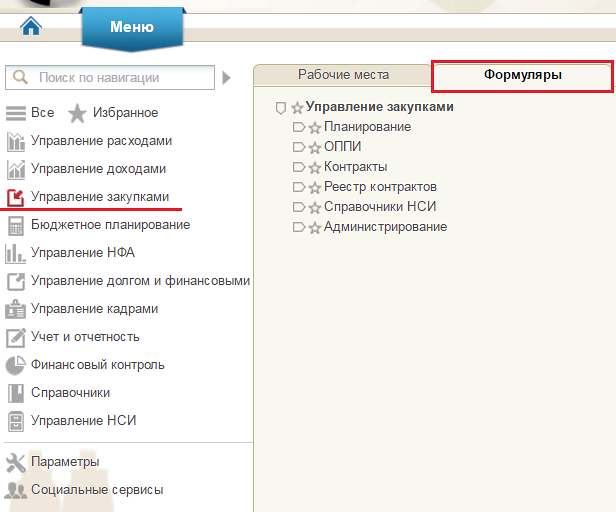 Меню
Поиск по навигации
Все Избранное
Управление расходами
Управление доходами
Управление закупками
Бюджетное планирование
Управление НФА
Управление долгом и финансовыми
Управление кадрами
Учет и отчетность
Финансовый контроль
Справочники
Управление НСИ
Параметры
Социальные сервисы
Рабочие места Формуляры
Управление закупками
Планирование
ОППИ
Контракты
Реестр контрактов
Справочники НСИ
Администрирование